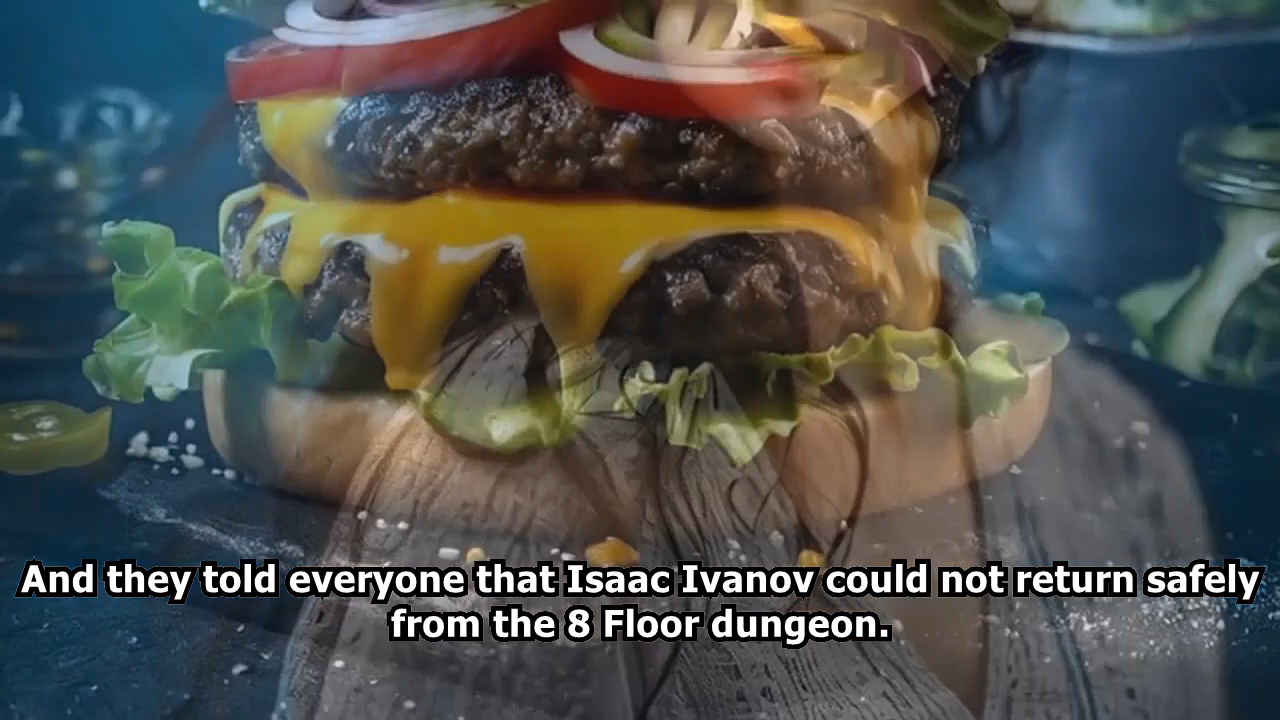 And they told everyone that Isaac Ivanov could not return safely
from the 8 Floor dungeon.